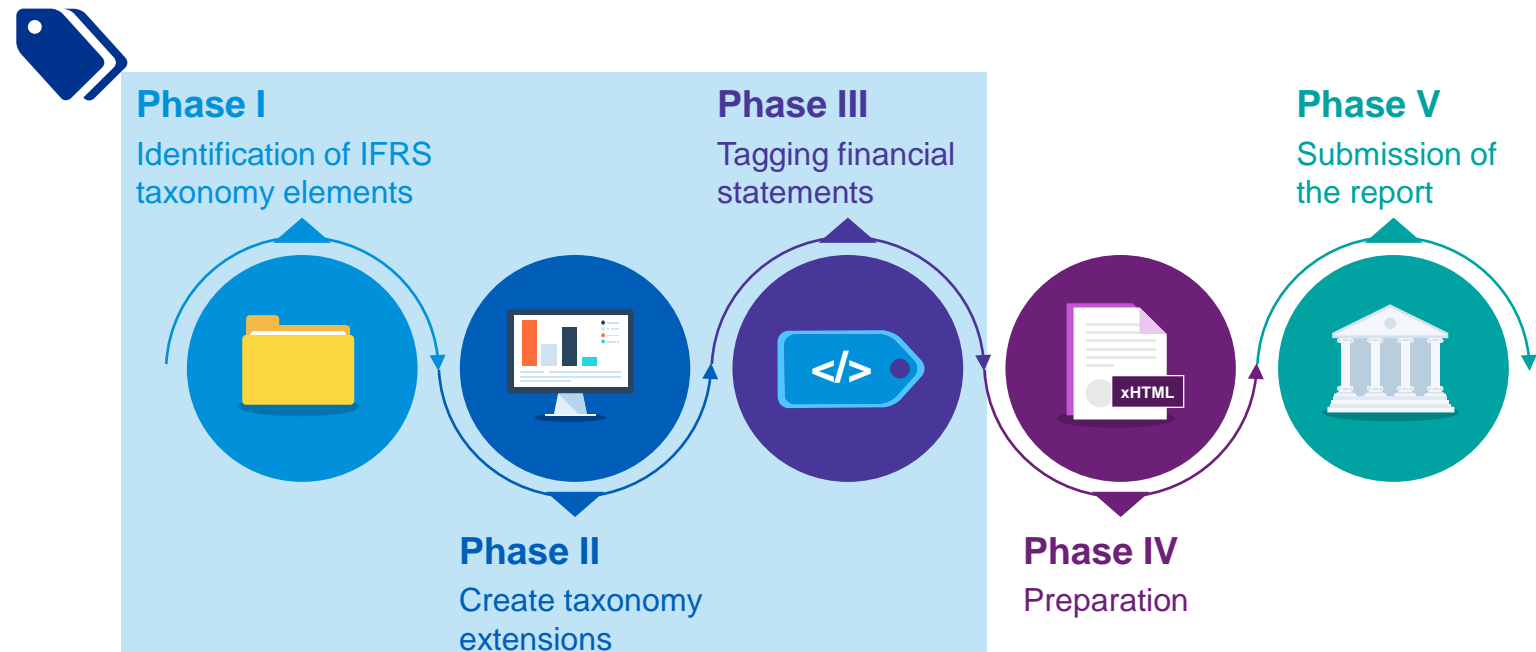 Phase I
Identification of IFRS
taxonomy elements
Phase II
Create taxonomy
extensions
Phase III
Tagging financial
statements
</>
Phase IV
Preparation
xHTML
Phase V
Submission of
the report